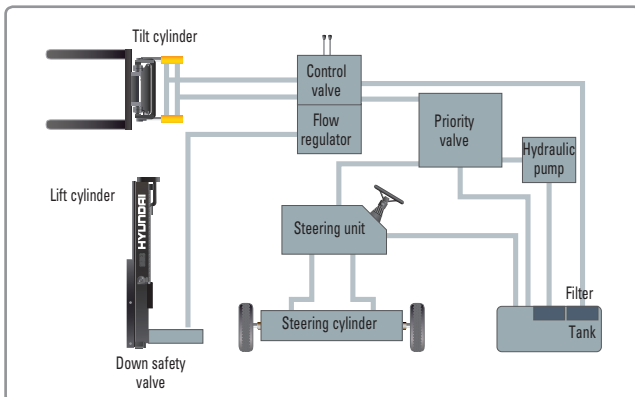 Tilt cylinder
Control
valve
Flow
regulator
Priority
valve
Hydraulic
pump
Lift cylinder
HYUNDAI
Steering unit
Filter
Steering cylinder
Tank
Down safety
valve